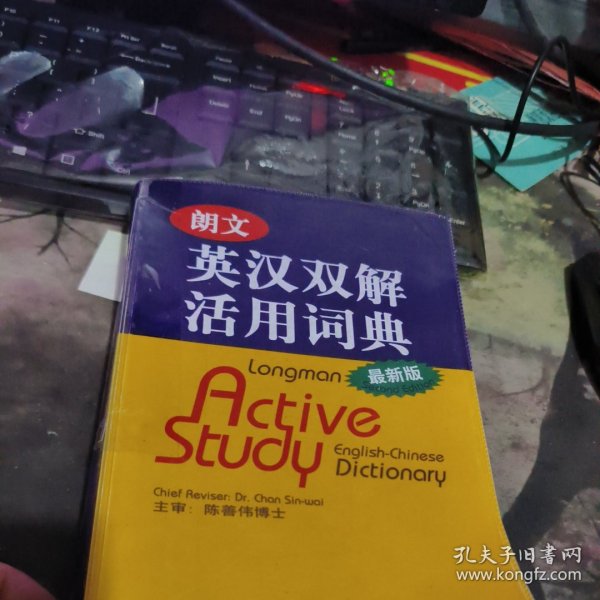 朗文
英汉双解
活用词典
Longman
最新版
Second Edition
Active
Study
English-Chinese
Dictionary
Chief Reviser: Dr. Chan Sin-wai
主审：陈善伟博士
孔夫子旧书网
www.kongfz.com